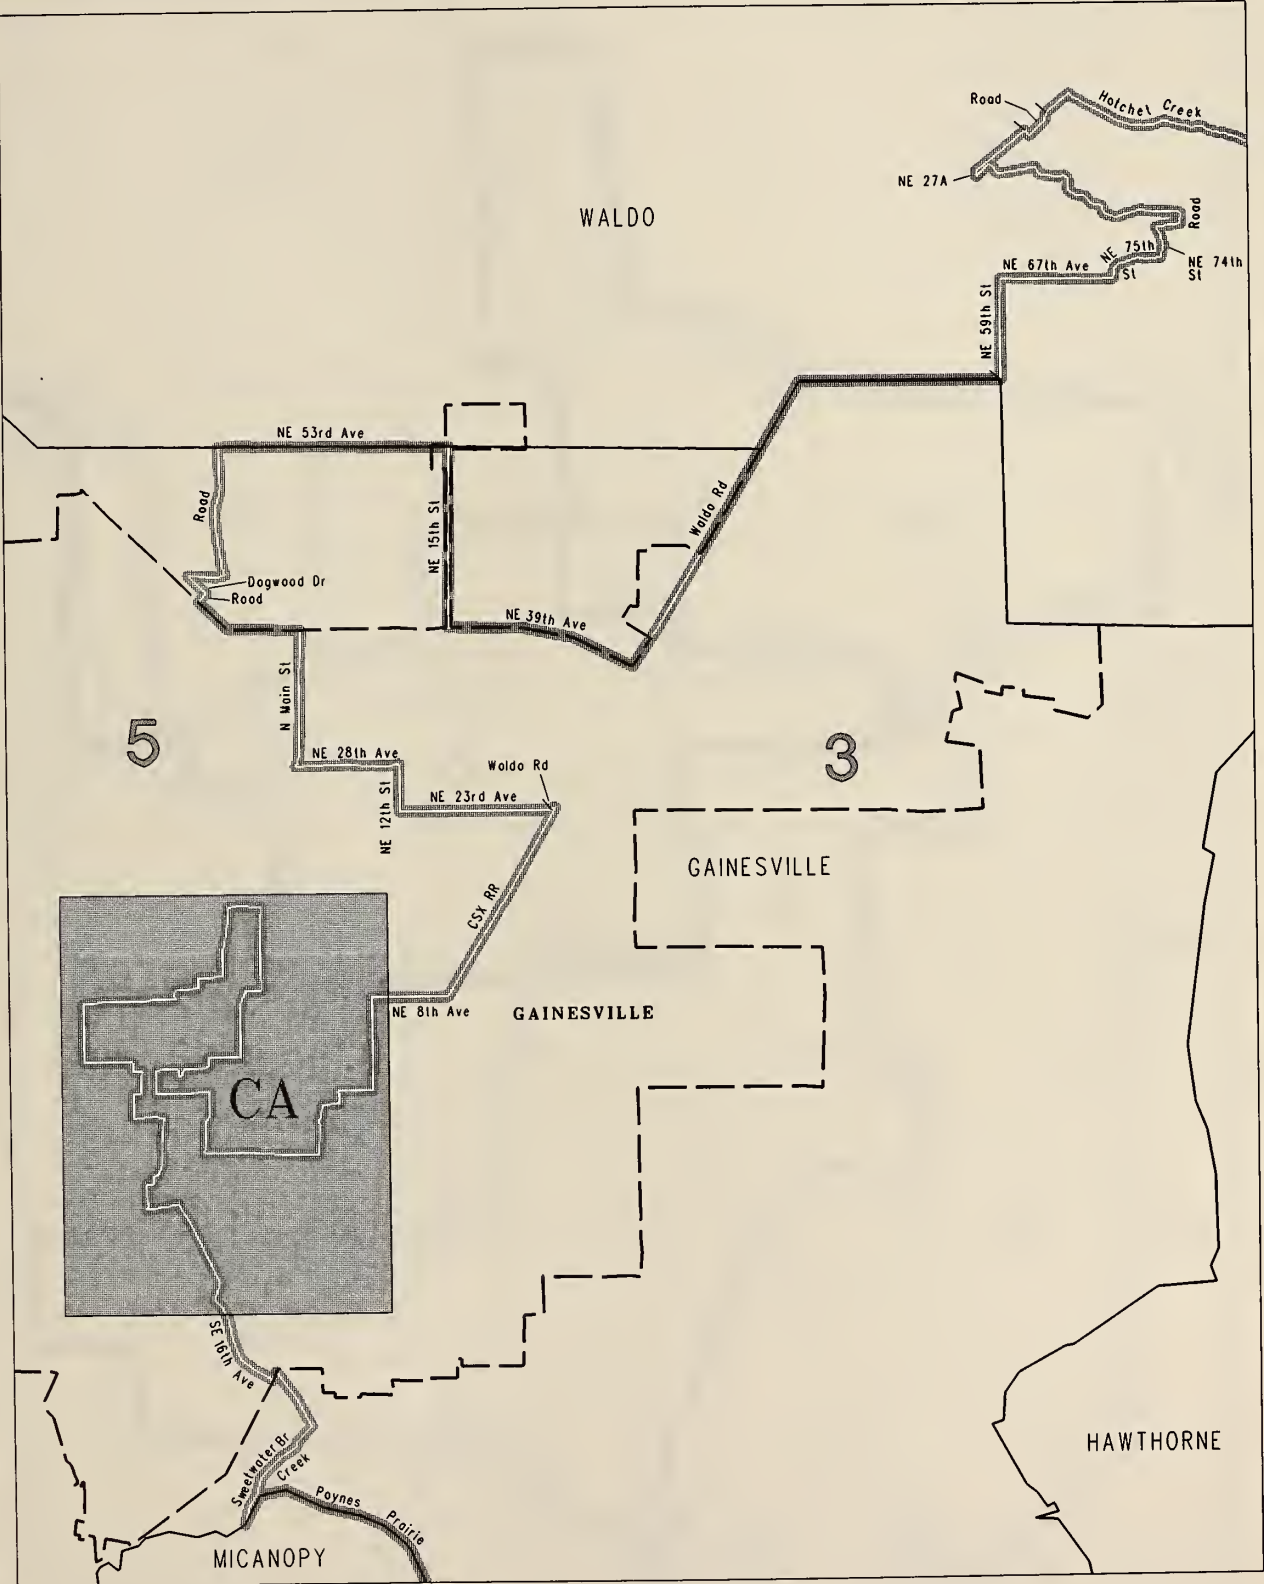 Road
Hatchet Creek
NE 27A
WALDO
Road
NE 75th
St
NE 74th
St
NE 67th Ave
NE 59th St
NE 53rd Ave
Road
NE 15th St
Waldo Rd
Dogwood Dr
Road
NE 39th Ave
N Main St
5
3
NE 28th Ave
Waldo Rd
NE 12th St
NE 23rd Ave
GAINESVILLE
CSX RR
NE 8th Ave
GAINESVILLE
CA
SE 16th Ave
Sweetwater Br
Creek
HAWTHORNE
Paynes Prairie
MICANOPY